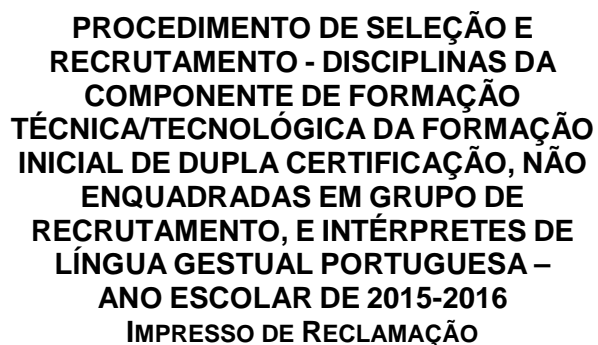 PROCEDIMENTO DE SELEÇÃO E
RECRUTAMENTO - DISCIPLINAS DA
COMPONENTE DE FORMAÇÃO
TÉCNICA/TECNOLÓGICA DA FORMAÇÃO
INICIAL DE DUPLA CERTIFICAÇÃO, NÃO
ENQUADRADAS EM GRUPO DE
RECRUTAMENTO, E INTÉRPRETES DE
LÍNGUA GESTUAL PORTUGUESA –
ANO ESCOLAR DE 2015-2016
IMPRESSO DE RECLAMAÇÃO